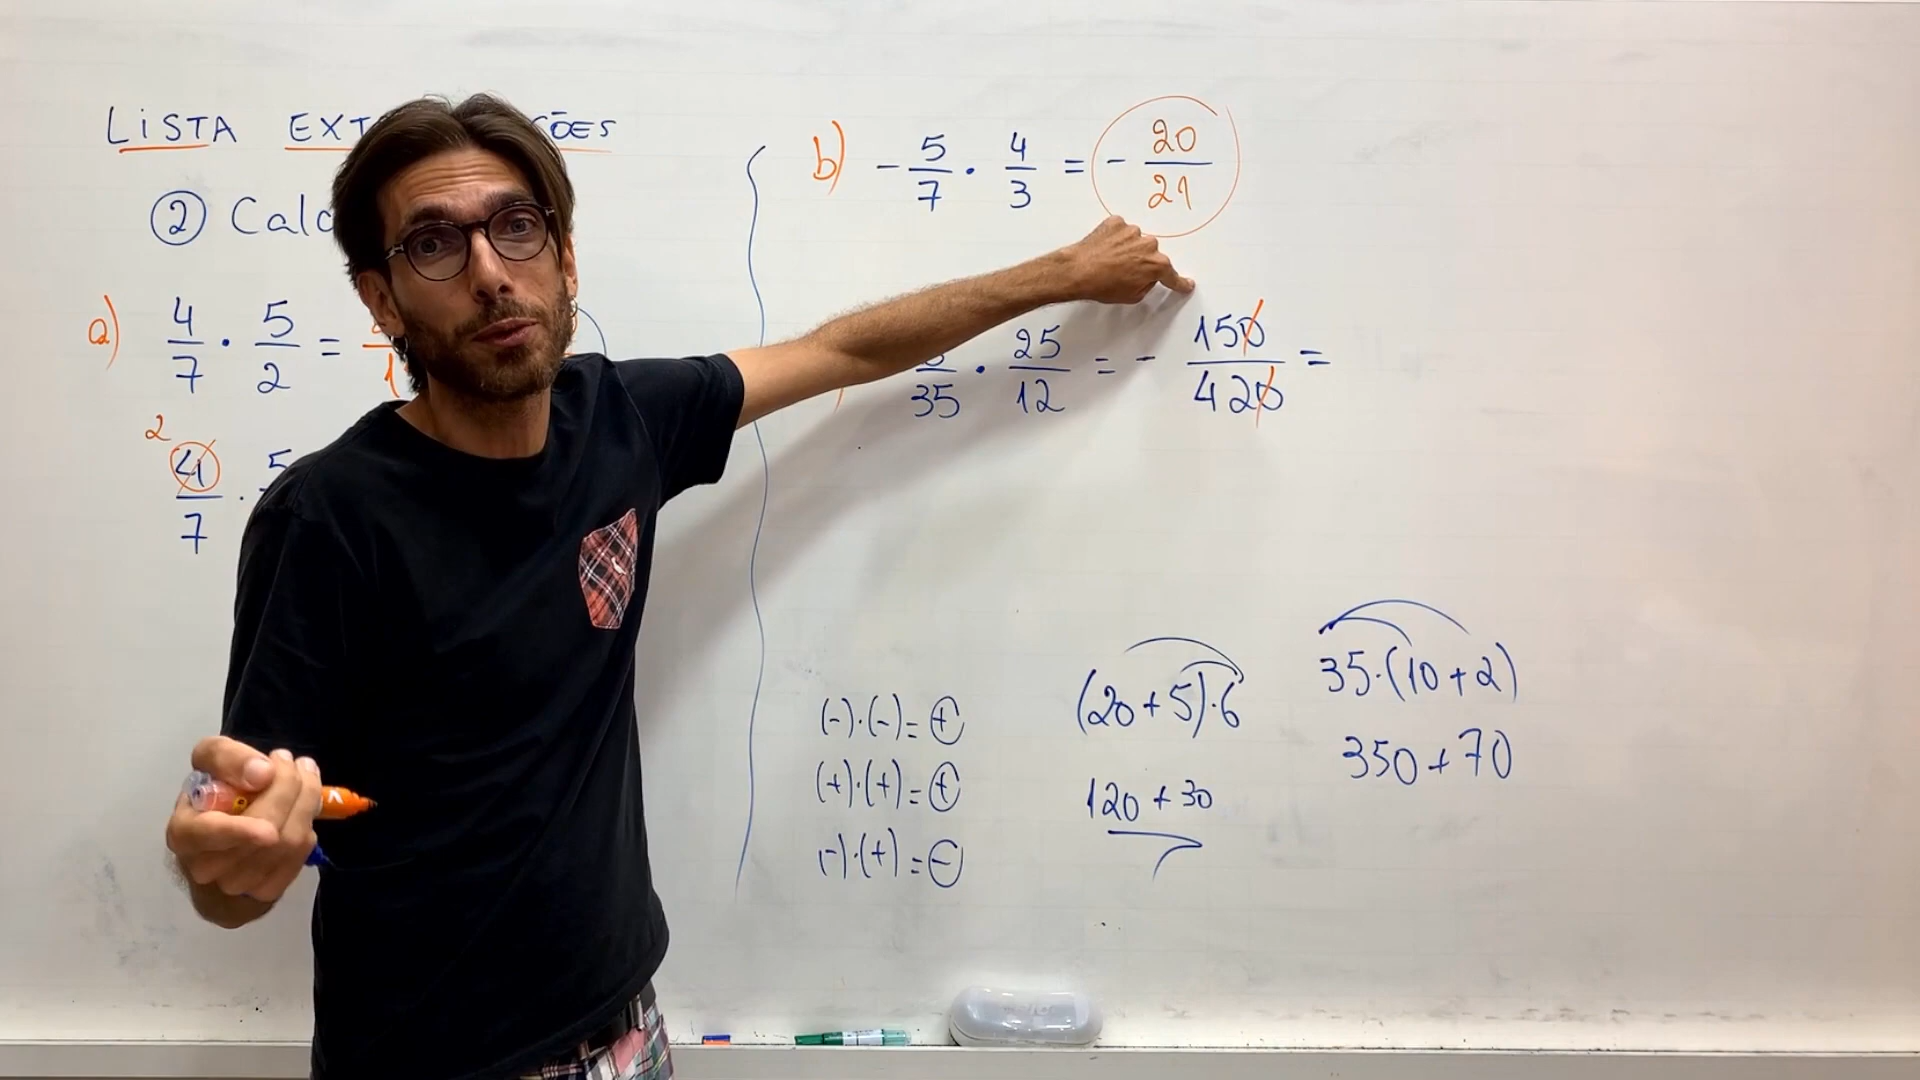 LISTA EXT ÕES
② Calc
a) 4/7 · 5/2 =
2
4/7 · 5
b) - 5/7 · 4/3 = - 20/21
/35 · 25/12 = - 150/420 =
(-)·(-)=(+)
(+)·(+)=(+)
(-)·(+)=(-)
(20+5)·6
120+30
35·(10+2)
350+70